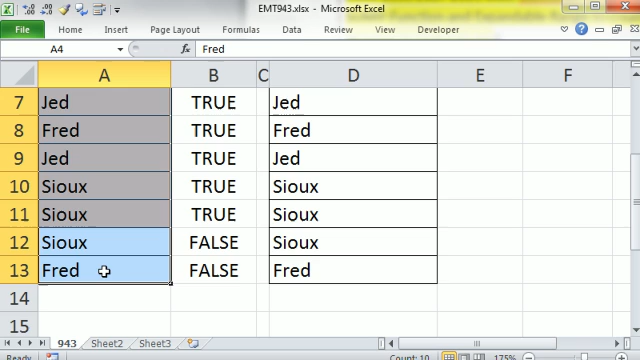 EMT943.xlsx - Microsoft Excel
File Home Insert Page Layout Formulas Data Review View Developer
A4 fx Fred
A B C D E F
7 Jed TRUE Jed
8 Fred TRUE Fred
9 Jed TRUE Jed
10 Sioux TRUE Sioux
11 Sioux TRUE Sioux
12 Sioux FALSE Sioux
13 Fred FALSE Fred
14
15
943 Sheet2 Sheet3
Ready Count: 10 175%